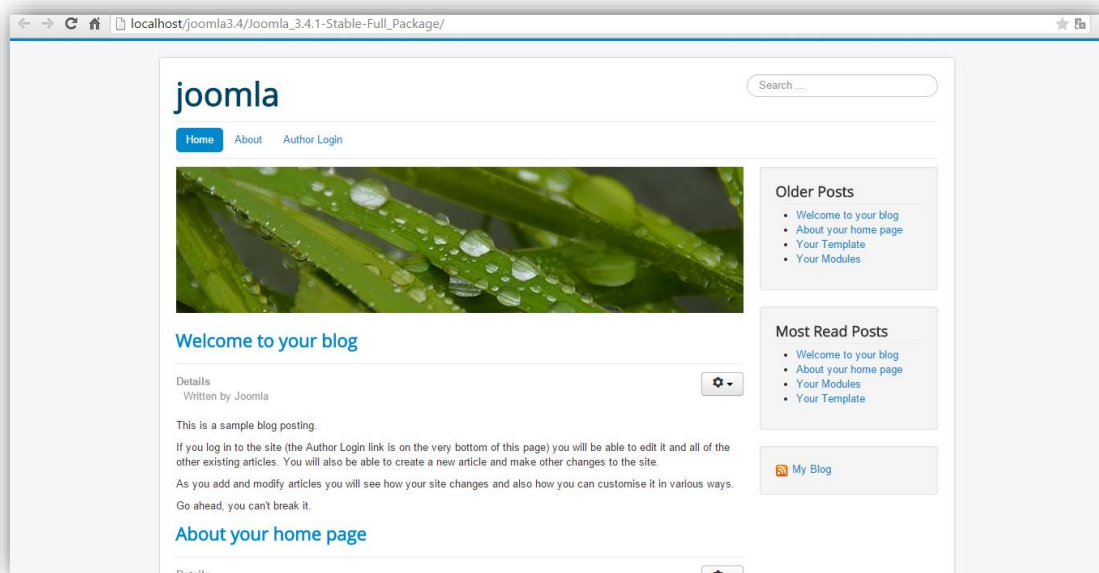 localhost/joomla3.4/Joomla_3.4.1-Stable-Full_Package/
joomla
Search ...
Home About Author Login
Older Posts
Welcome to your blog
About your home page
Your Template
Your Modules
Most Read Posts
Welcome to your blog
About your home page
Your Modules
Your Template
My Blog
Welcome to your blog
Details
Written by Joomla
This is a sample blog posting.
If you log in to the site (the Author Login link is on the very bottom of this page) you will be able to edit it and all of the
other existing articles. You will also be able to create a new article and make other changes to the site.
As you add and modify articles you will see how your site changes and also how you can customise it in various ways.
Go ahead, you can't break it.
About your home page
Details